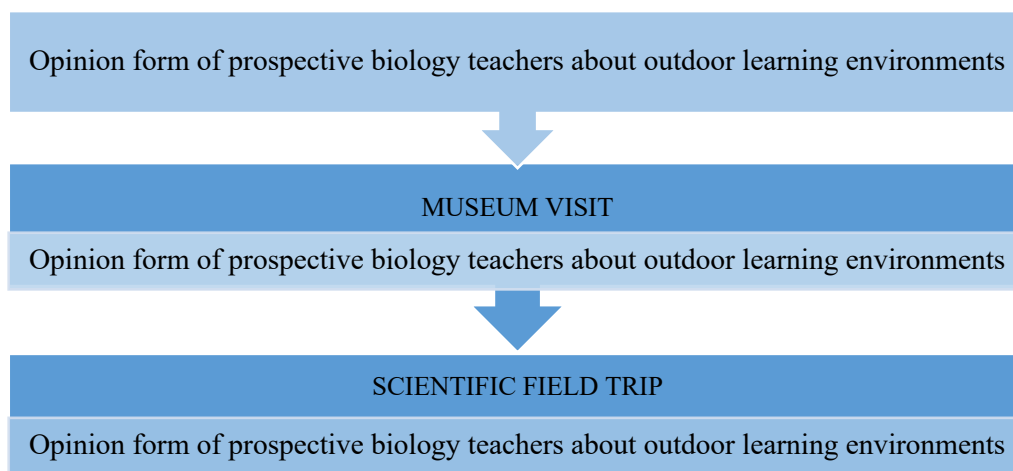 Opinion form of prospective biology teachers about outdoor learning environments
MUSEUM VISIT
Opinion form of prospective biology teachers about outdoor learning environments
SCIENTIFIC FIELD TRIP
Opinion form of prospective biology teachers about outdoor learning environments